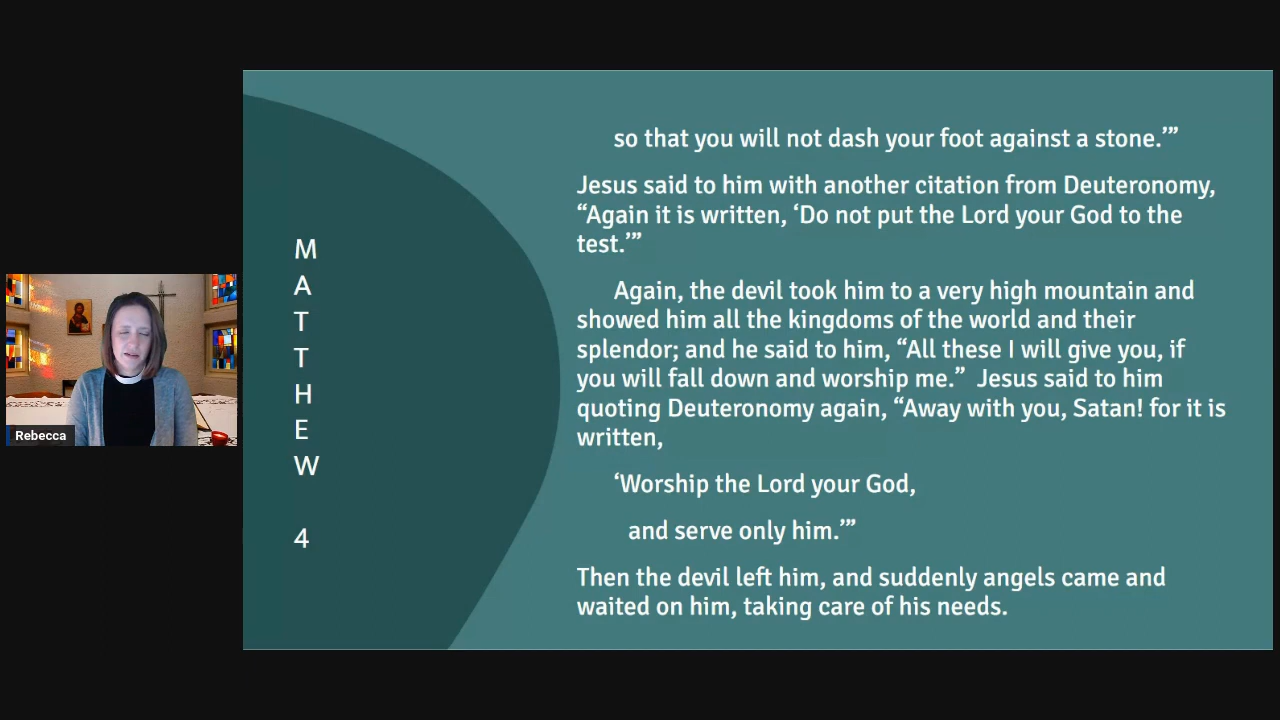 so that you will not dash your foot against a stone.’”
Jesus said to him with another citation from Deuteronomy,
“Again it is written, ‘Do not put the Lord your God to the
test.’”
Again, the devil took him to a very high mountain and
showed him all the kingdoms of the world and their
splendor; and he said to him, “All these I will give you, if
you will fall down and worship me.”  Jesus said to him
quoting Deuteronomy again, “Away with you, Satan! for it is
written,
‘Worship the Lord your God,
and serve only him.’”
Then the devil left him, and suddenly angels came and
waited on him, taking care of his needs.
M
A
T
T
H
E
W
4
Rebecca